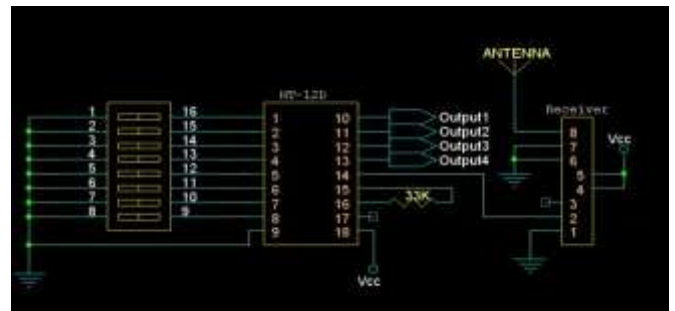 ANTENNA
HT-12D
Receiver
Vcc
1 16 1 10 Output1 8
2 15 2 11 Output2 7
3 14 3 12 Output3 6
4 13 4 13 Output4 5
5 12 5 14 4
6 11 6 15 33K 3
7 10 7 16 2
8 9 8 17 1
9 18
Vcc